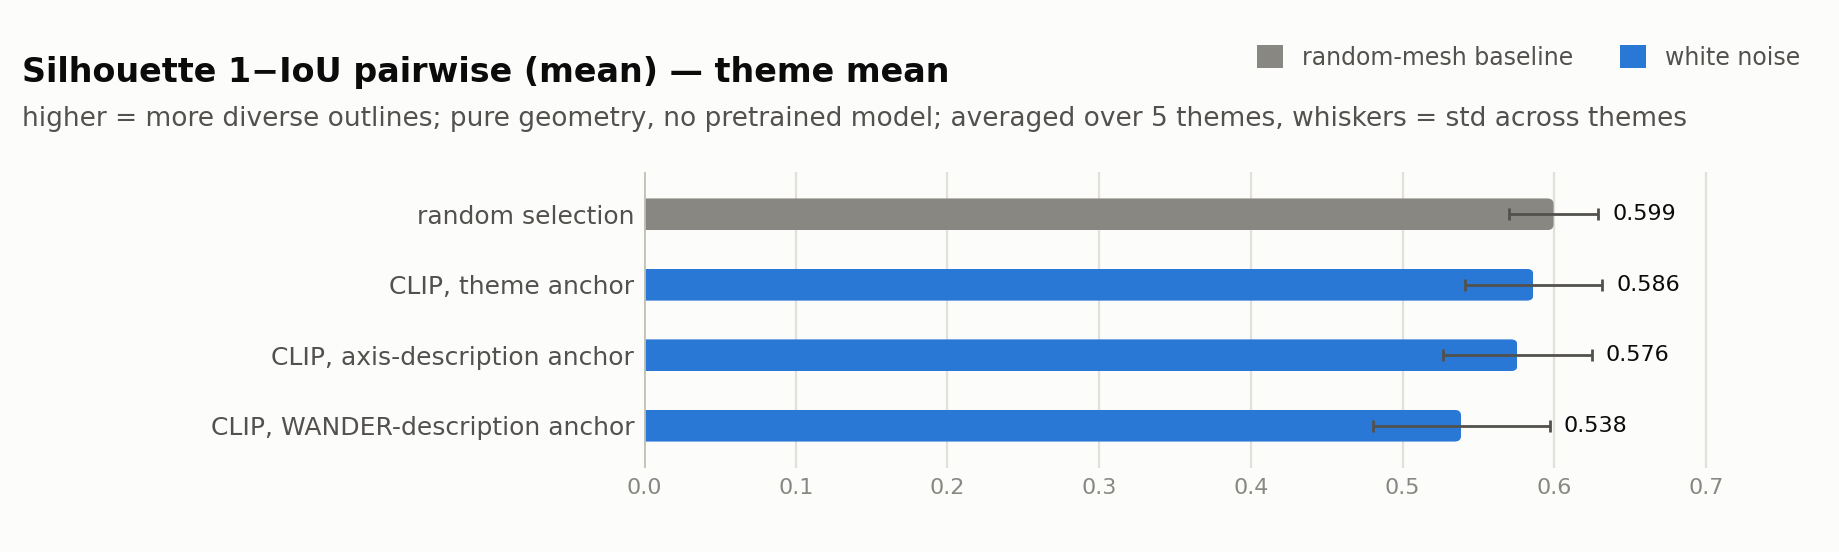 Silhouette 1−IoU pairwise (mean) — theme mean
random-mesh baseline
white noise
higher = more diverse outlines; pure geometry, no pretrained model; averaged over 5 themes, whiskers = std across themes
random selection
0.599
CLIP, theme anchor
0.586
CLIP, axis-description anchor
0.576
CLIP, WANDER-description anchor
0.538
0.0 0.1 0.2 0.3 0.4 0.5 0.6 0.7